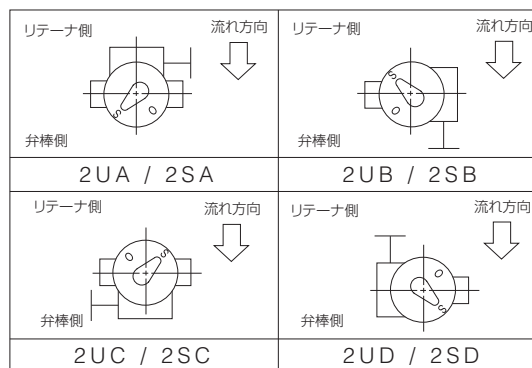 リテーナ側 流れ方向
S O
弁棒側
2UA / 2SA
リテーナ側 流れ方向
S O
弁棒側
2UB / 2SB
リテーナ側 流れ方向
O S
弁棒側
2UC / 2SC
リテーナ側 流れ方向
O S
弁棒側
2UD / 2SD